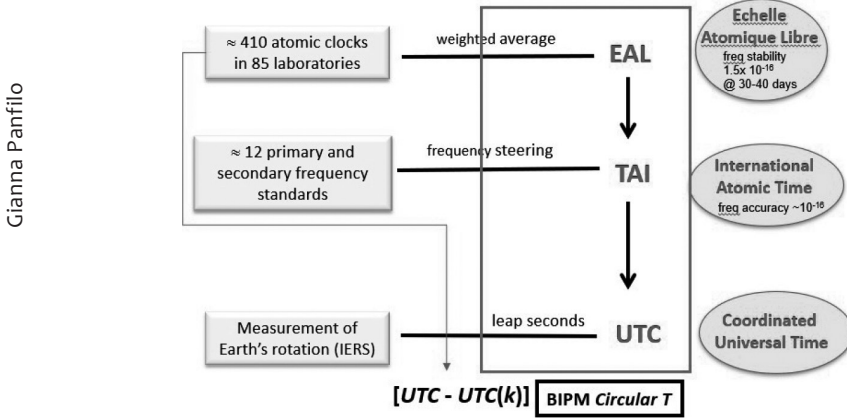 Gianna Panfilo
≈ 410 atomic clocks
in 85 laboratories
weighted average
EAL
Echelle
Atomique Libre
freq stability
1.5x 10⁻¹⁶
@ 30-40 days
≈ 12 primary and
secondary frequency
standards
frequency steering
TAI
International
Atomic Time
freq accuracy ~10⁻¹⁶
Measurement of
Earth's rotation (IERS)
leap seconds
UTC
Coordinated
Universal Time
[UTC - UTC(k)] BIPM Circular T